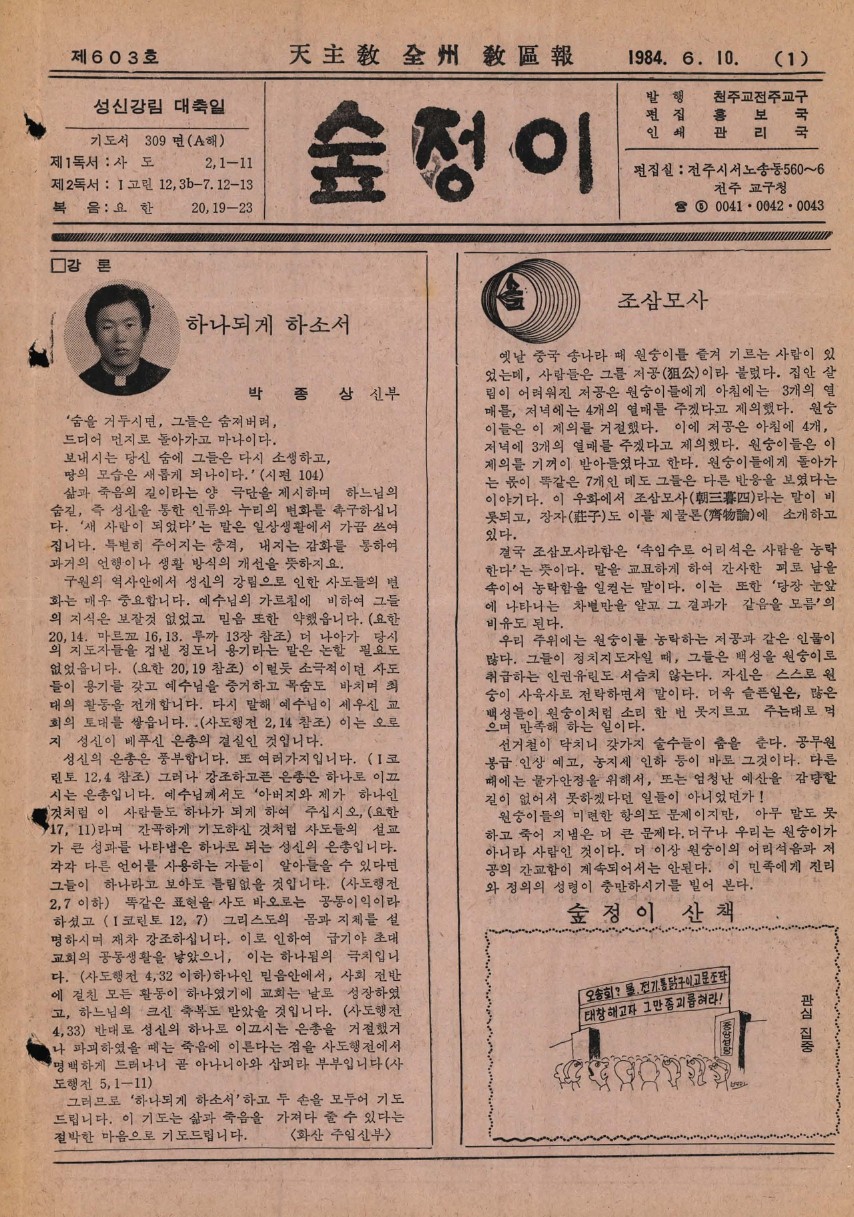 제603호
天主敎 全州 敎區報
1984. 6. 10. (1)
성신강림 대축일
기도서 309 면(A해)
제1독서 : 사 도 2,1—11
제2독서 : I고린 12,3b—7.12—13
복 음 : 요 한 20,19—23
숲정이
발 행 천주교전주교구
편 집 홍 보 국
인 쇄 관 리 국
편집실 : 전주시서노송동560~6
전주 교구청
☎ ⑤ 0041·0042·0043
□강 론
하나되게 하소서
박 종 상 신부
'숨을 거두시면, 그들은 숨져버려,
드디어 먼지로 돌아가고 마나이다.
보내시는 당신 숨에 그들은 다시 소생하고,
땅의 모습은 새롭게 되나이다.' (시편 104)
삶과 죽음의 길이라는 양 극단을 제시하며 하느님의
숨길, 즉 성신을 통한 인류와 누리의 변화를 촉구하십니
다. '새 사람이 되었다'는 말은 일상생활에서 가끔 쓰여
집니다. 특별히 주어지는 충격, 내지는 감화를 통하여
과거의 언행이나 생활 방식의 개선을 뜻하지요.
구원의 역사안에서 성신의 강림으로 인한 사도들의 변
화는 매우 중요합니다. 예수님의 가르침에 비하여 그들
의 지식은 보잘것 없었고 믿음 또한 약했읍니다. (요한
20,14. 마르꼬 16,13. 루까 13장 참조) 더 나아가 당시
의 지도자들을 겁낼 정도니 용기라는 말은 논할 필요도
없었읍니다. (요한 20,19 참조) 이렇듯 소극적이던 사도
들이 용기를 갖고 예수님을 증거하고 목숨도 바치며 최
대의 활동을 전개합니다. 다시 말해 예수님이 세우신 교
회의 토대를 쌓읍니다. .(사도행전 2,14 참조) 이는 오로
지 성신이 베푸신 은총의 결실인 것입니다.
성신의 은총은 풍부합니다. 또 여러가지입니다. (I코
린토 12,4 참조) 그러나 강조하고픈 은총은 하나로 이끄
시는 은총입니다. 예수님께서도 '아버지와 제가 하나인
것처럼 이 사람들도 하나가 되게 하여 주십시오, (요한
17, 11)라며 간곡하게 기도하신 것처럼 사도들의 설교
가 큰 성과를 나타냄은 하나로 되는 성신의 은총입니다.
각각 다른 언어를 사용하는 자들이 알아들을 수 있다면
그들이 하나라고 보아도 틀림없을 것입니다. (사도행전
2,7 이하) 똑같은 표현을 사도 바오로는 공동이익이라
하셨고 (I코린토 12, 7) 그리스도의 몸과 지체를 설
명하시며 재차 강조하십니다. 이로 인하여 급기야 초대
교회의 공동생활을 낳았으니, 이는 하나됨의 극치입니
다. (사도행전 4,32 이하)하나인 믿음안에서, 사회 전반
에 걸친 모든 활동이 하나였기에 교회는 날로 성장하였
고, 하느님의 크신 축복도 받았을 것입니다. (사도행전
4,33) 반대로 성신의 하나로 이끄시는 은총을 거절했거
나 파괴하였을 때는 죽음에 이른다는 점을 사도행전에서
명백하게 드러나니 곧 아나니아와 삽피라 부부입니다(사
도행전 5,1—11)
그러므로 '하나되게 하소서'하고 두 손을 모두어 기도
드립니다. 이 기도는 삶과 죽음을 가져다 줄 수 있다는
절박한 마음으로 기도드립니다. 〈화산 주임신부〉
솔
조삼모사
옛날 중국 송나라 때 원숭이를 즐겨 기르는 사람이 있
었는데, 사람들은 그를 저공(狙公)이라 불렀다. 집안 살
림이 어려워진 저공은 원숭이들에게 아침에는 3개의 열
매를, 저녁에는 4개의 열매를 주겠다고 제의했다. 원숭
이들은 이 제의를 거절했다. 이에 저공은 아침에 4개,
저녁에 3개의 열매를 주겠다고 제의했다. 원숭이들은 이
제의를 기꺼이 받아들였다고 한다. 원숭이들에게 돌아가
는 몫이 똑같은 7개인 데도 그들은 다른 반응을 보였다는
이야기다. 이 우화에서 조삼모사(朝三暮四)라는 말이 비
롯되고, 장자(莊子)도 이를 제물론(齊物論)에 소개하고
있다.
결국 조삼모사라함은 '속임수로 어리석은 사람을 농락
한다'는 뜻이다. 말을 교묘하게 하여 간사한 꾀로 남을
속이어 농락함을 일컫는 말이다. 이는 또한 '당장 눈앞
에 나타나는 차별만을 알고 그 결과가 같음을 모름'의
비유도 된다.
우리 주위에는 원숭이를 농락하는 저공과 같은 인물이
많다. 그들이 정치지도자일 때, 그들은 백성을 원숭이로
취급하는 인권유린도 서슴치 않는다. 자신은 스스로 원
숭이 사육사로 전락하면서 말이다. 더욱 슬픈일은, 많은
백성들이 원숭이처럼 소리 한 번 못지르고 주는대로 먹
으며 만족해 하는 일이다.
선거철이 닥치니 갖가지 술수들이 춤을 춘다. 공무원
봉급 인상 예고, 농지세 인하 등이 바로 그것이다. 다른
때에는 물가안정을 위해서, 또는 엄청난 예산을 감당할
길이 없어서 못하겠다던 일들이 아니었던가!
원숭이들의 미련한 항의도 문제이지만, 아무 말도 못
하고 죽어 지냄은 더 큰 문제다. 더구나 우리는 원숭이가
아니라 사람인 것이다. 더 이상 원숭이의 어리석음과 저
공의 간교함이 계속되어서는 안된다. 이 민족에게 진리
와 정의의 성령이 충만하시기를 빌어 본다.
숲정이 산책
오송회? 물.전기.통닭구이고문조작
태창해고자 그만좀괴롭혀라!
관심 집중